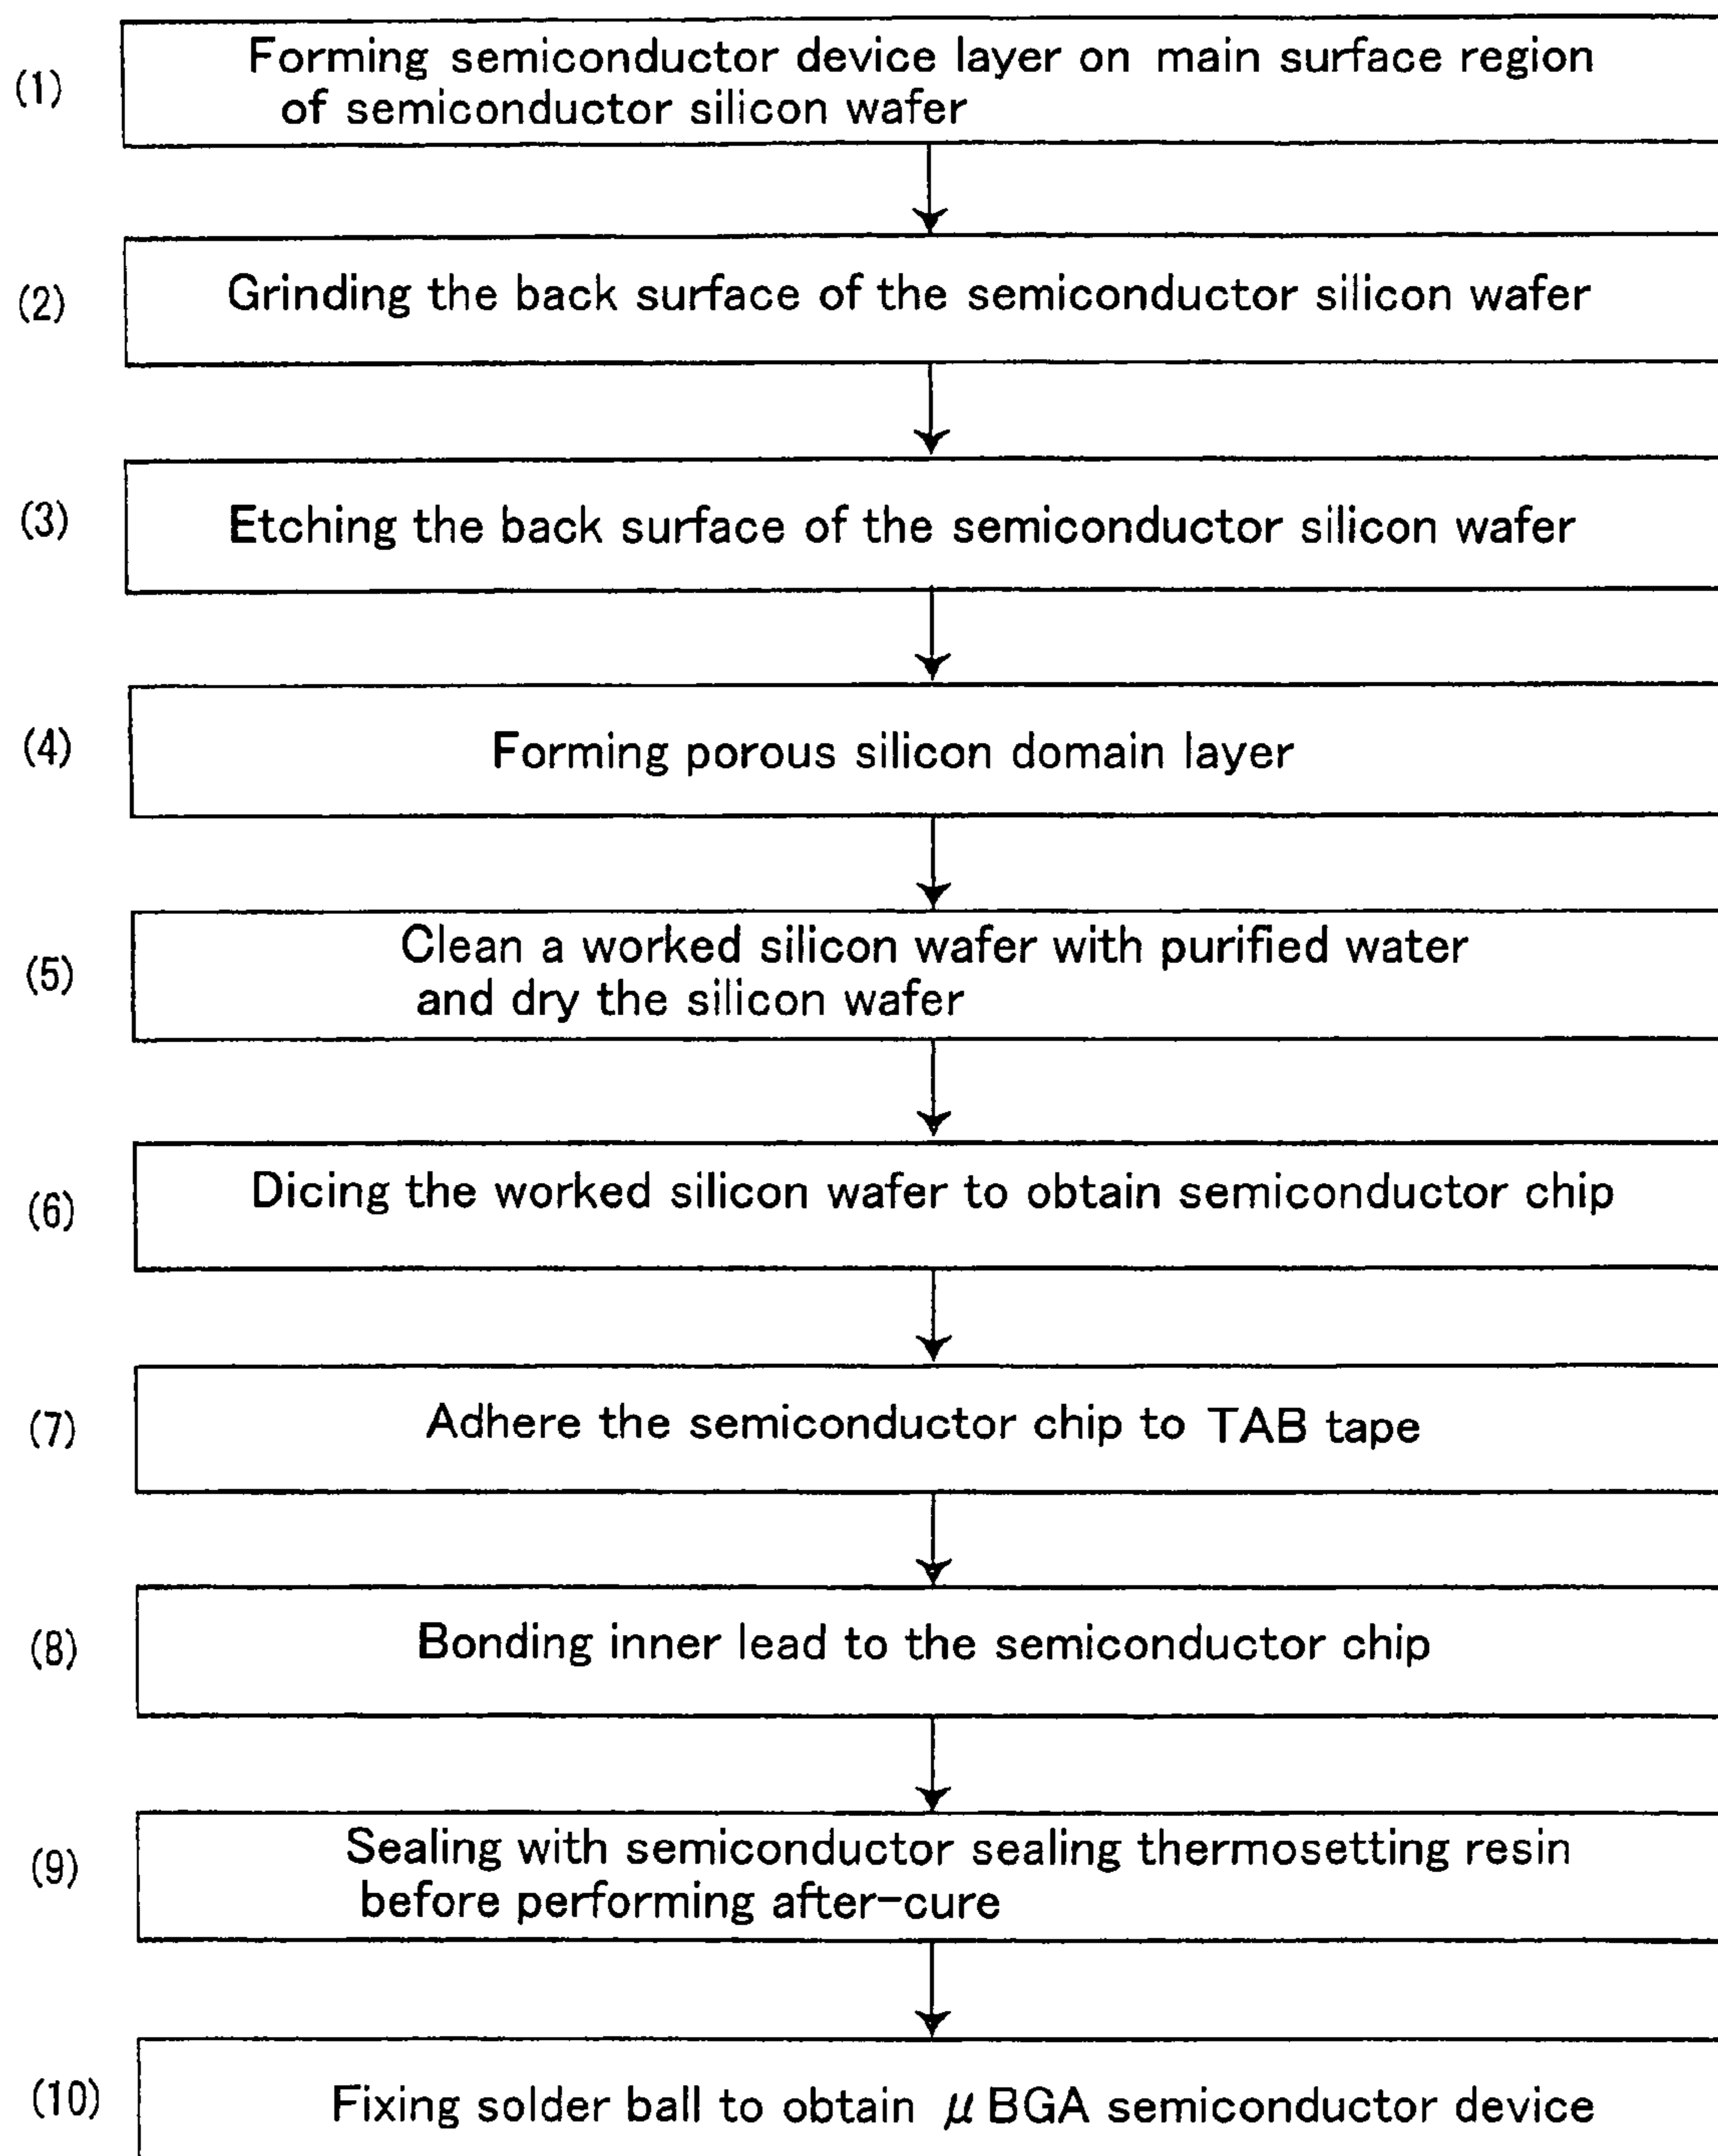 (1)
Forming semiconductor device layer on main surface region
of semiconductor silicon wafer
(2)
Grinding the back surface of the semiconductor silicon wafer
(3)
Etching the back surface of the semiconductor silicon wafer
(4)
Forming porous silicon domain layer
(5)
Clean a worked silicon wafer with purified water
and dry the silicon wafer
(6)
Dicing the worked silicon wafer to obtain semiconductor chip
(7)
Adhere the semiconductor chip to TAB tape
(8)
Bonding inner lead to the semiconductor chip
(9)
Sealing with semiconductor sealing thermosetting resin
before performing after-cure
(10)
Fixing solder ball to obtain μ BGA semiconductor device